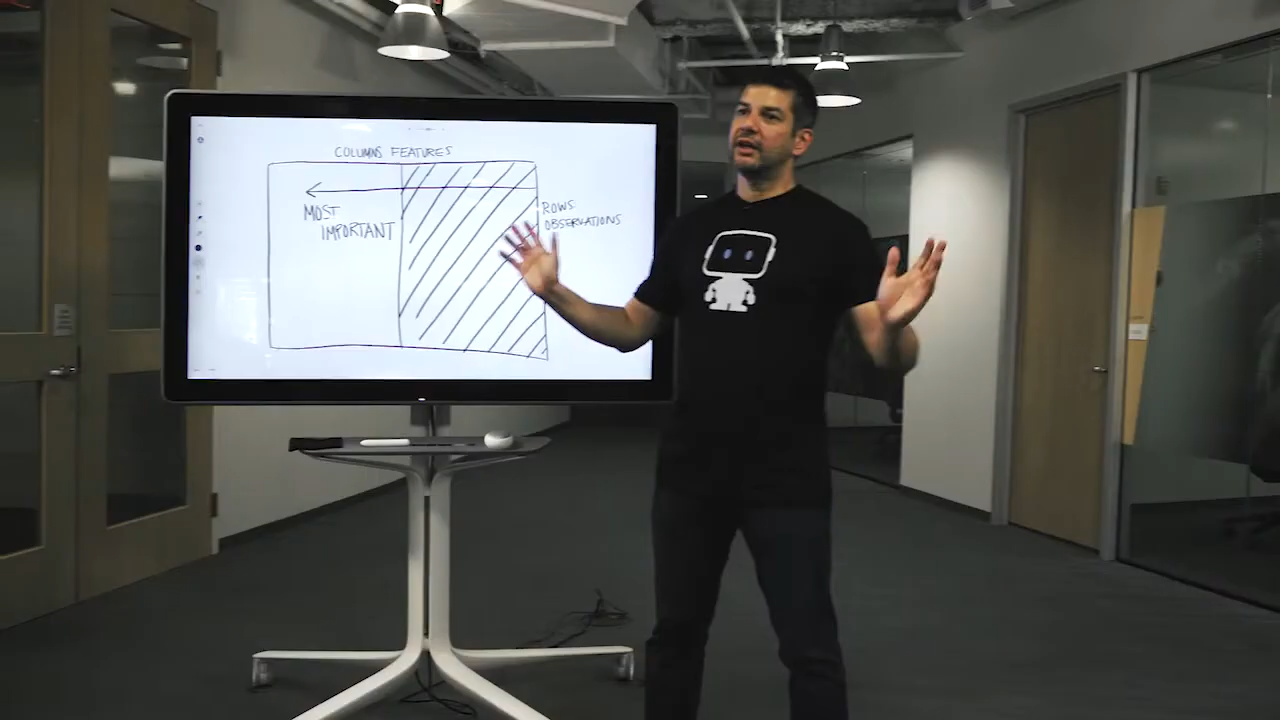 COLUMNS FEATURES
MOST
IMPORTANT
ROWS
OBSERVATIONS